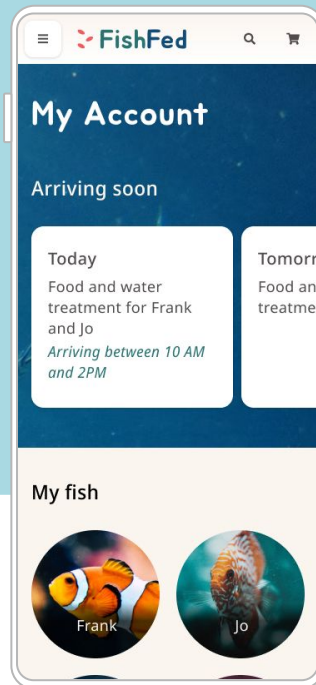 FishFed
My Account
Arriving soon
Today
Food and water
treatment for Frank
and Jo
Arriving between 10 AM
and 2PM
Tomorr
Food an
treatme
My fish
Frank
Jo